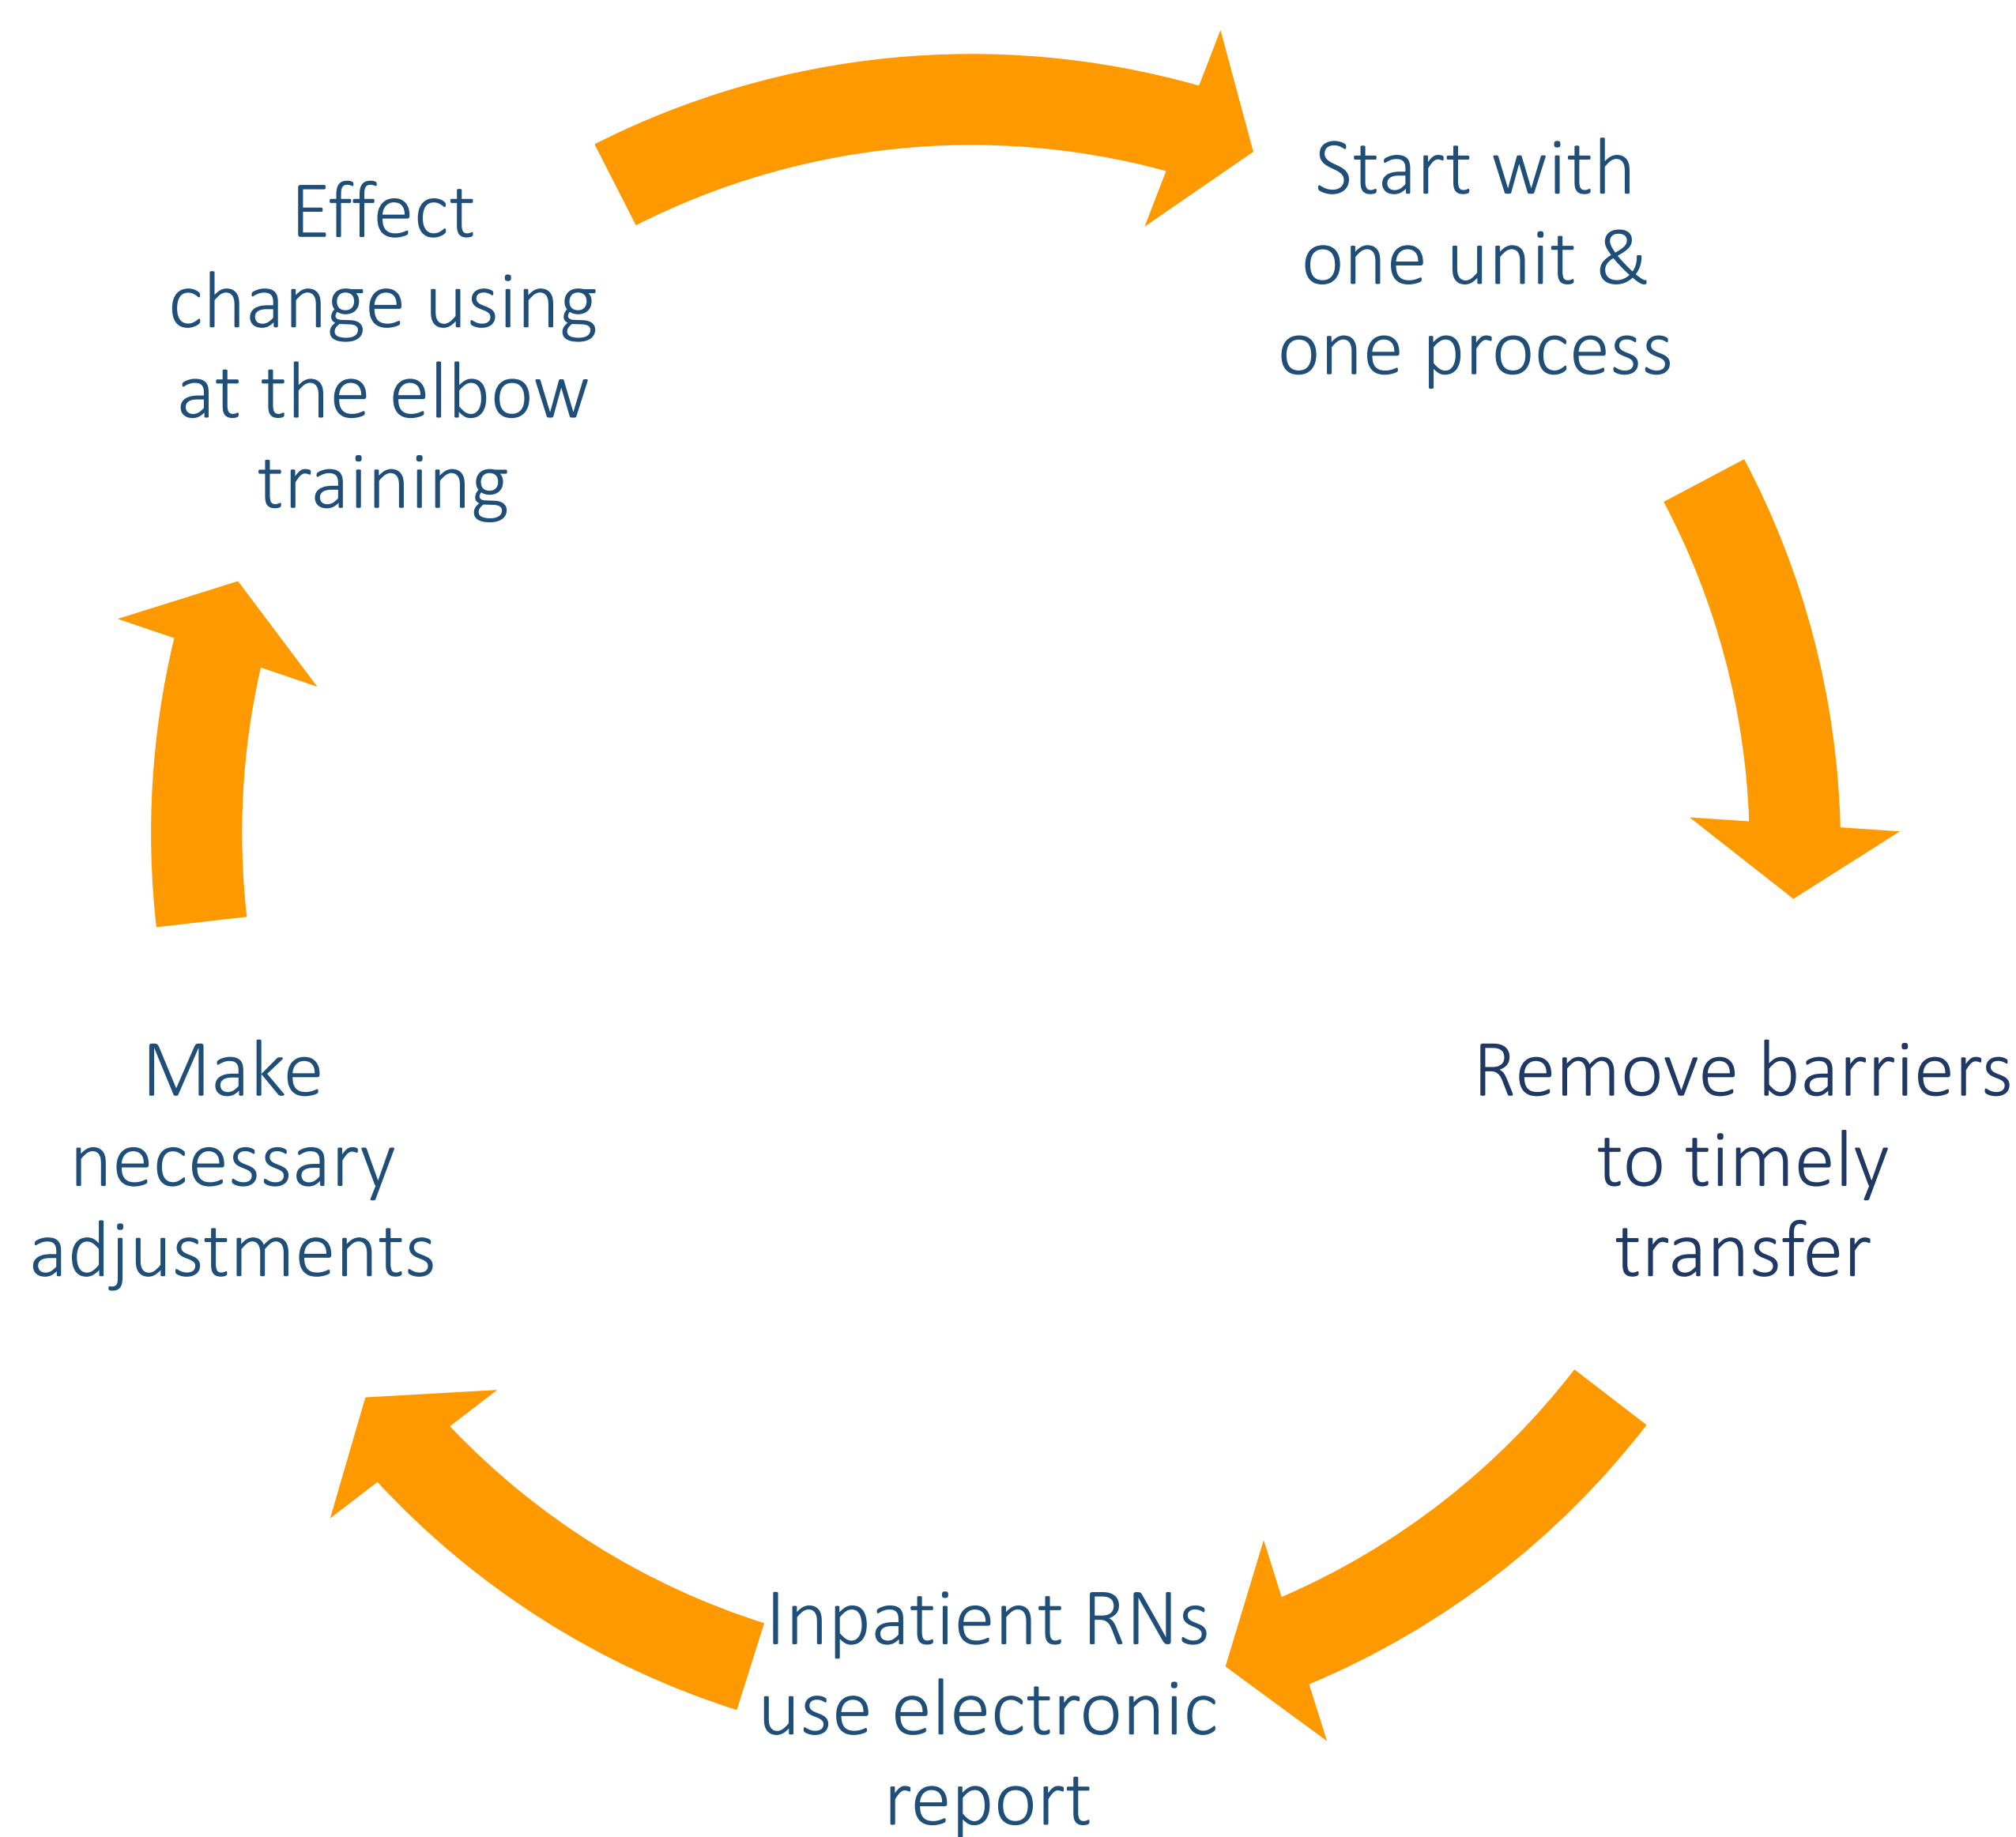 Start with
one unit &
one process
Remove barriers
to timely
transfer
Inpatient RNs
use electronic
report
Make
necessary
adjustments
Effect
change using
at the elbow
training